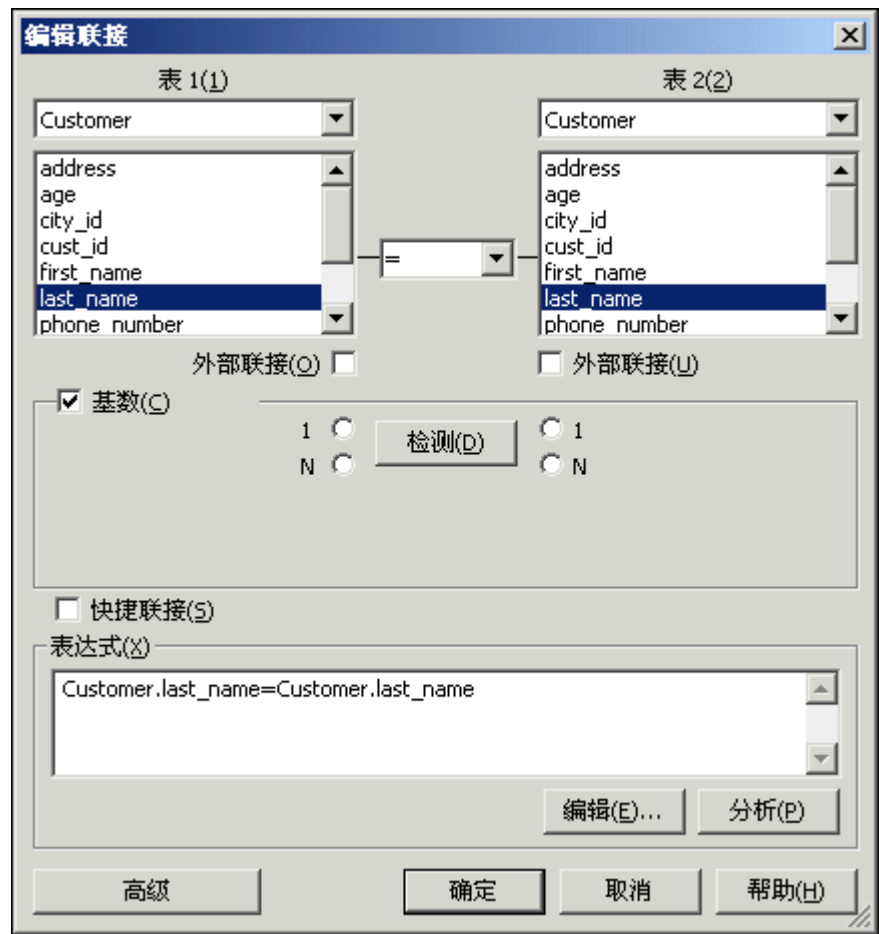 编辑联接
表 1(1)
表 2(2)
Customer
Customer
address
age
city_id
cust_id
first_name
last_name
phone_number
=
address
age
city_id
cust_id
first_name
last_name
phone_number
外部联接(O)
外部联接(U)
基数(C)
1
N
检测(D)
1
N
快捷联接(S)
表达式(X)
Customer.last_name=Customer.last_name
编辑(E)...
分析(P)
高级
确定
取消
帮助(H)